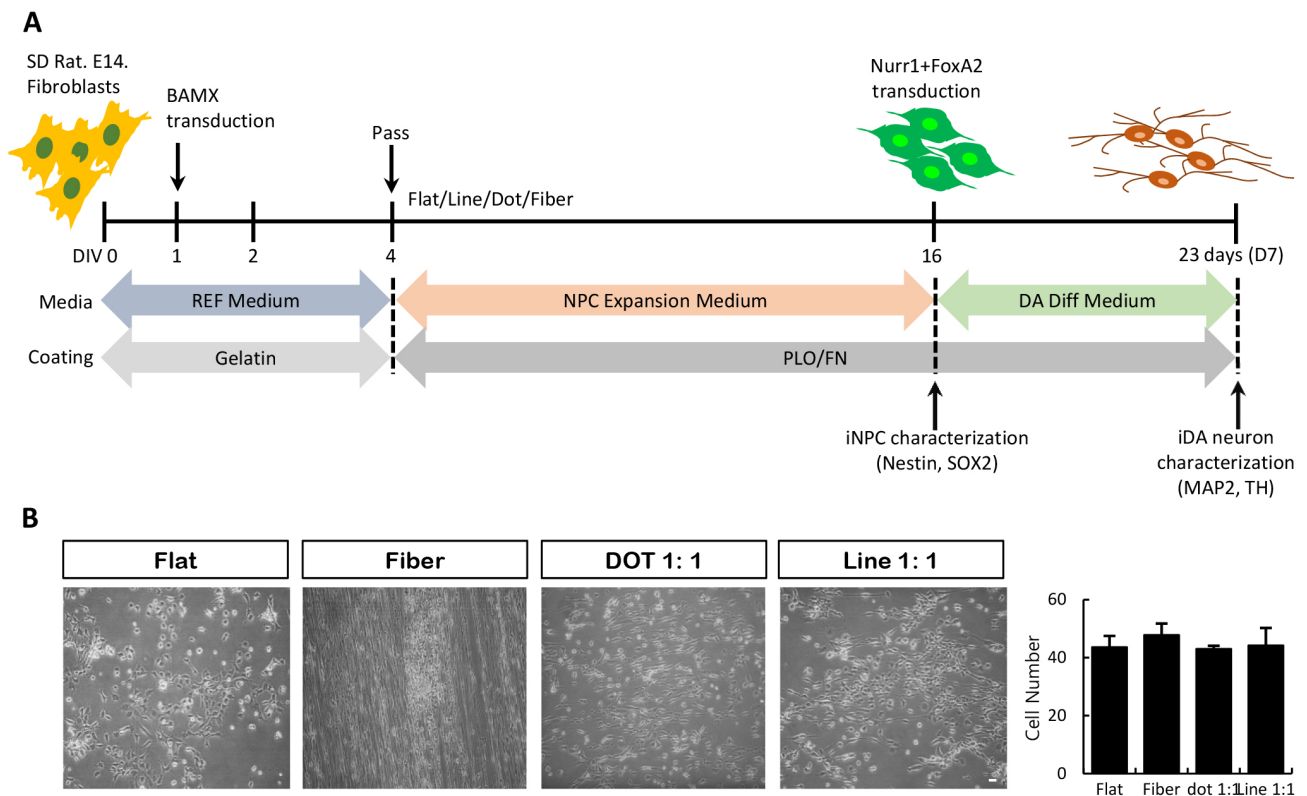 A
SD Rat. E14.
Fibroblasts
BAMX
transduction
Pass
Flat/Line/Dot/Fiber
Nurr1+FoxA2
transduction
DIV 0
1
2
4
16
23 days (D7)
Media
REF Medium
NPC Expansion Medium
DA Diff Medium
Coating
Gelatin
PLO/FN
iNPC characterization
(Nestin, SOX2)
iDA neuron
characterization
(MAP2, TH)
B
Flat
Fiber
DOT 1: 1
Line 1: 1
Cell Number
60
40
20
0
Flat
Fiber
dot 1:1
Line 1:1